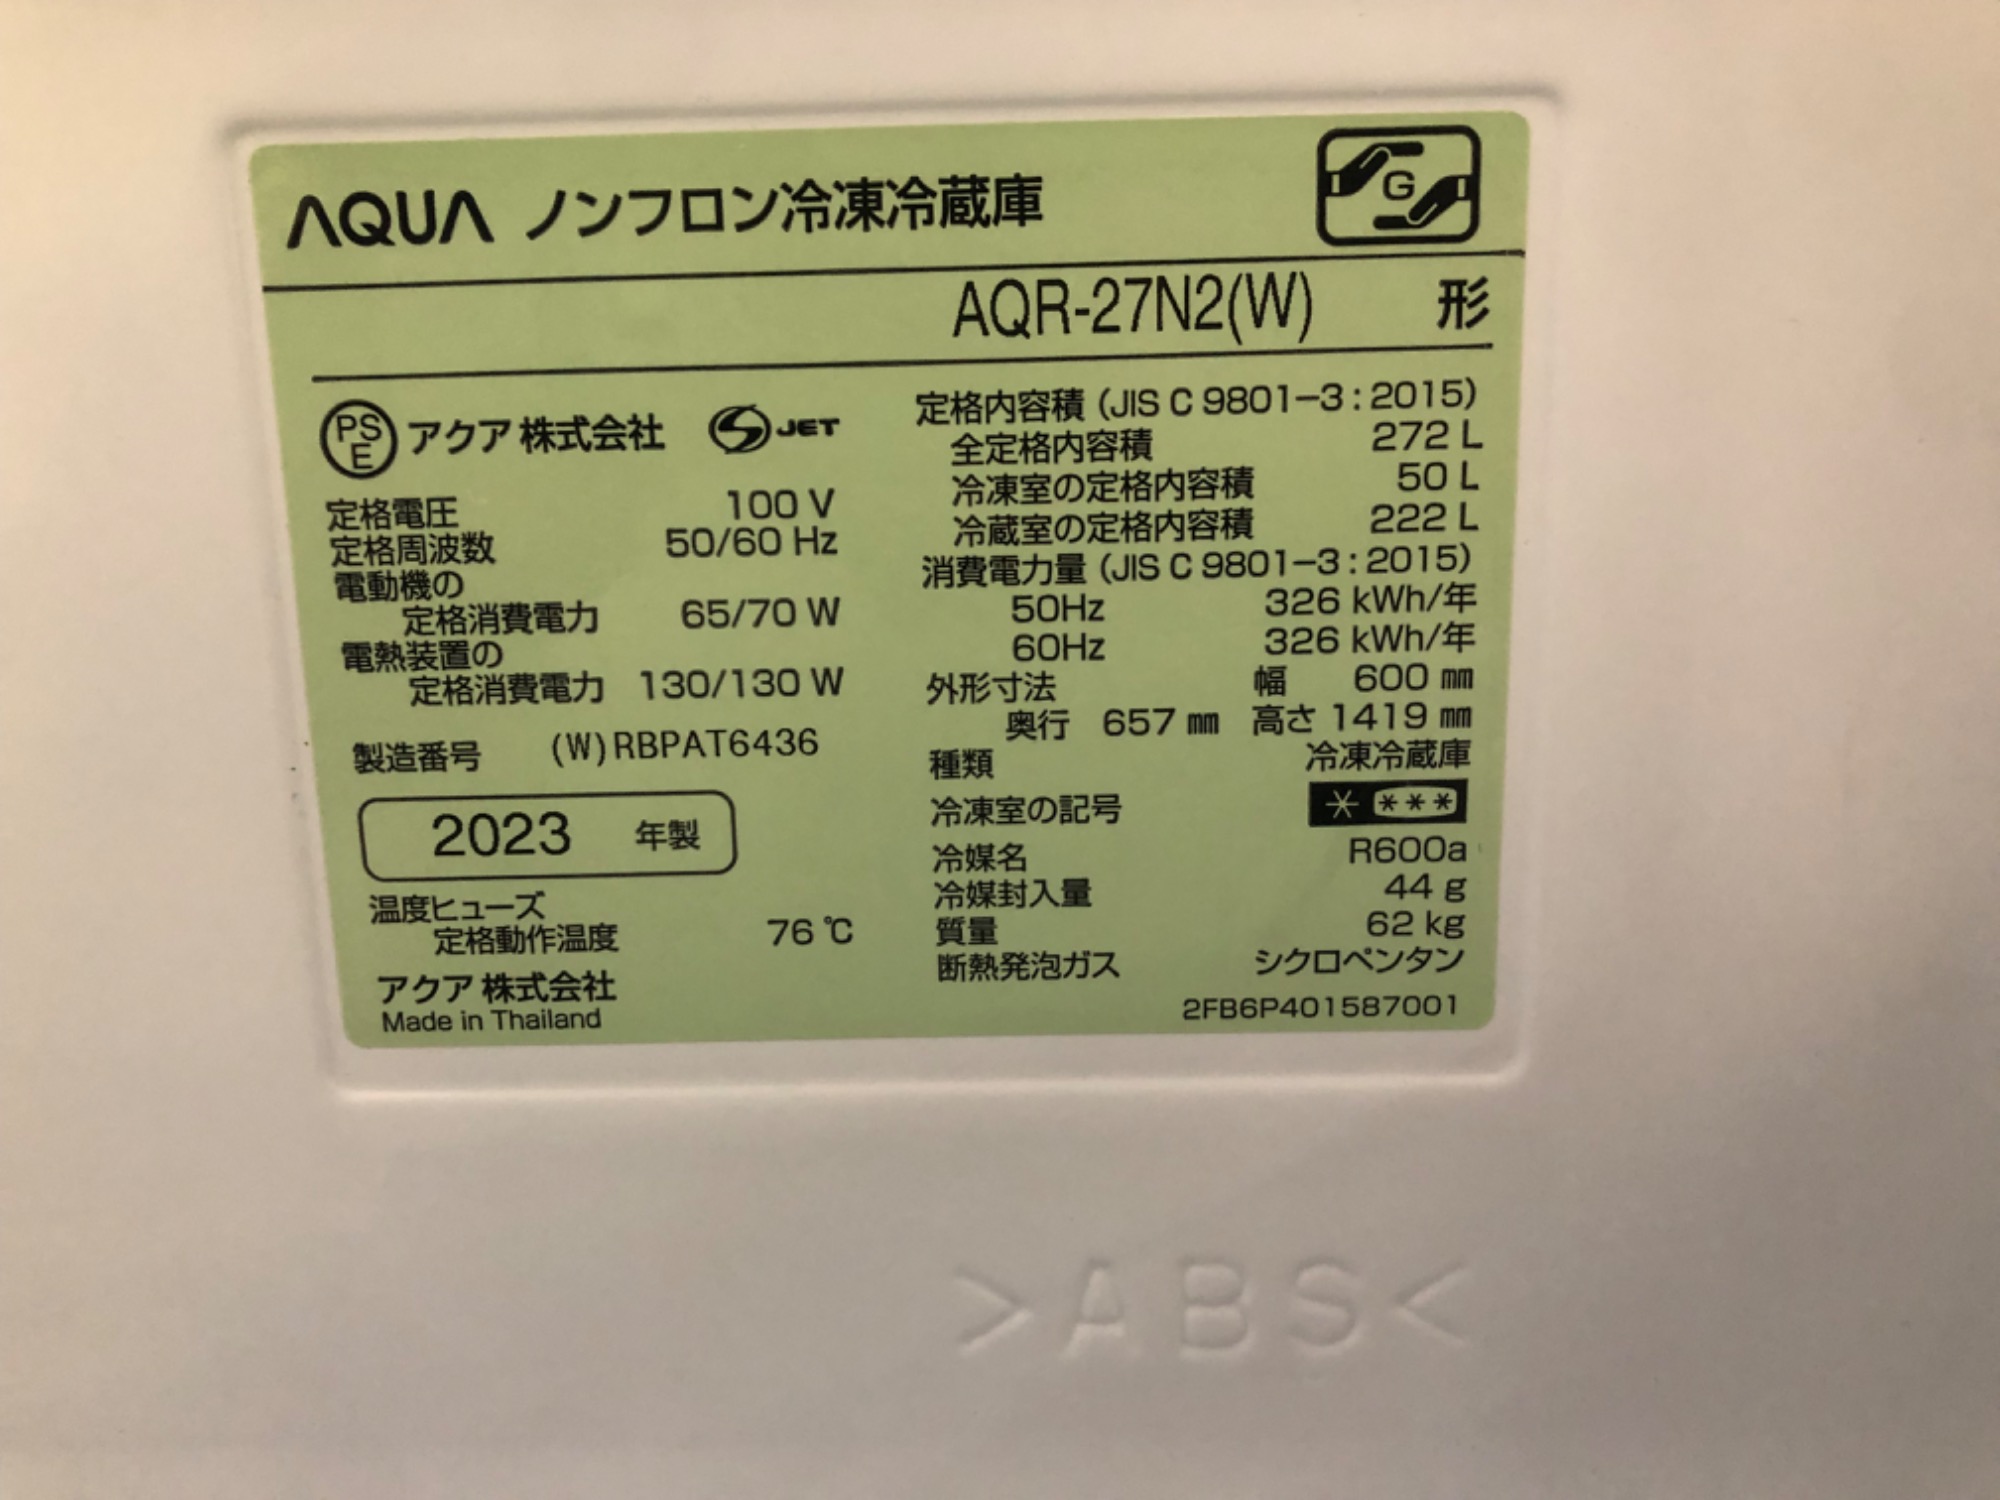 AQUA ノンフロン冷凍冷蔵庫
G
AQR-27N2(W) 形
PSE アクア 株式会社 S JET
定格電圧 100 V
定格周波数 50/60 Hz
電動機の
定格消費電力 65/70 W
電熱装置の
定格消費電力 130/130 W
製造番号 (W)RBPAT6436
2023 年製
温度ヒューズ
定格動作温度 76 ℃
アクア 株式会社
Made in Thailand
定格内容積 (JIS C 9801-3:2015)
全定格内容積 272 L
冷凍室の定格内容積 50 L
冷蔵室の定格内容積 222 L
消費電力量 (JIS C 9801-3:2015)
50Hz 326 kWh/年
60Hz 326 kWh/年
外形寸法 幅 600 ㎜
奥行 657 ㎜ 高さ 1419 ㎜
種類 冷凍冷蔵庫
冷凍室の記号 * ***
冷媒名 R600a
冷媒封入量 44 g
質量 62 kg
断熱発泡ガス シクロペンタン
2FB6P401587001
>ABS<